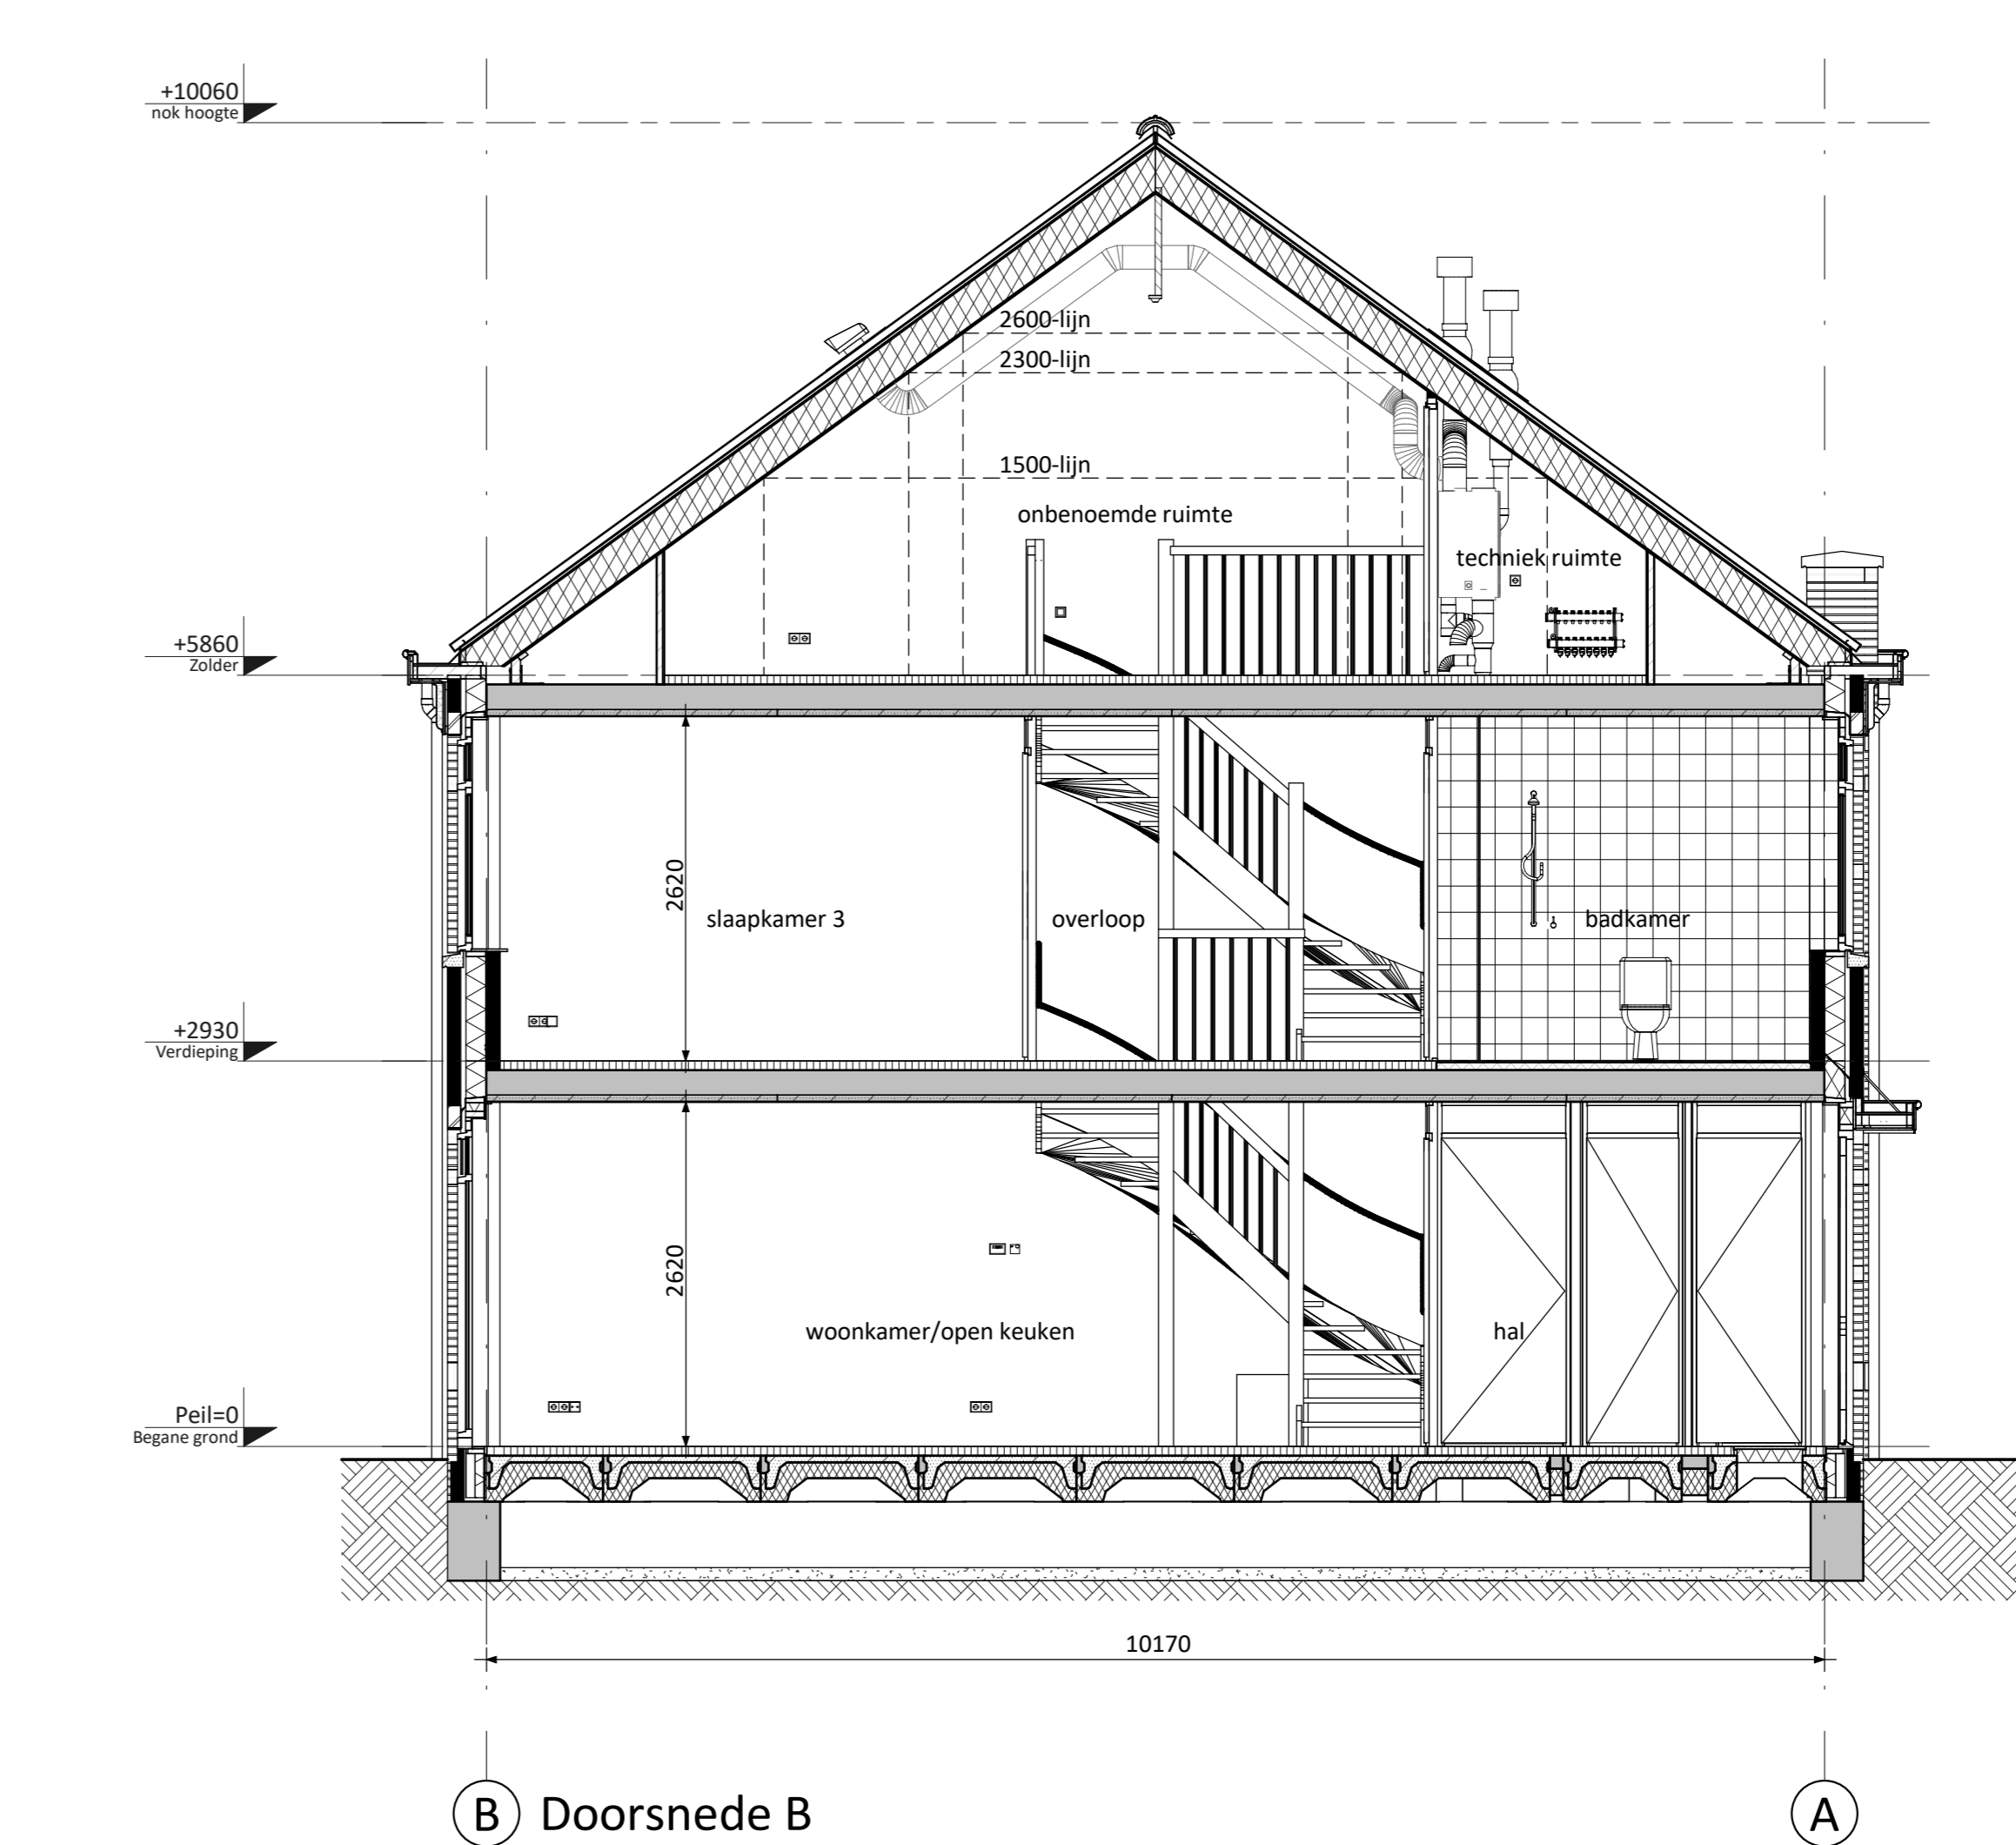 +10060
nok hoogte
2600-lijn
2300-lijn
1500-lijn
onbenoemde ruimte
techniek ruimte
+5860
Zolder
2620
slaapkamer 3
overloop
badkamer
+2930
Verdieping
2620
woonkamer/open keuken
hal
Peil=0
Begane grond
10170
B Doorsnede B
A